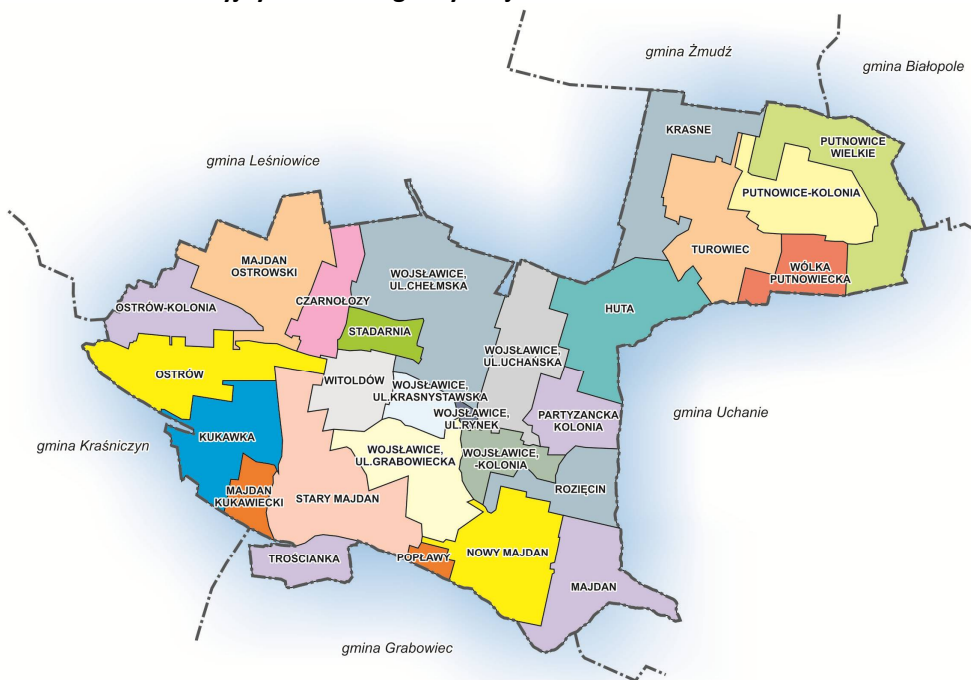 gmina Żmudź
gmina Białopole
KRASNE
PUTNOWICE
WIELKIE
gmina Leśniowice
PUTNOWICE-KOLONIA
TUROWIEC
MAJDAN
OSTROWSKI
WOJSŁAWICE,
UL.CHEŁMSKA
WÓLKA
PUTNOWIECKA
OSTRÓW-KOLONIA
CZARNOŁOZY
HUTA
STADARNIA
WOJSŁAWICE,
UL.UCHAŃSKA
OSTRÓW
WITOLDÓW
WOJSŁAWICE,
UL.KRASNYSTAWSKA
WOJSŁAWICE,
UL.RYNEK
PARTYZANCKA
KOLONIA
gmina Uchanie
gmina Kraśniczyn
KUKAWKA
WOJSŁAWICE,
UL.GRABOWIECKA
WOJSŁAWICE,
-KOLONIA
MAJDAN
KUKAWIECKI
STARY MAJDAN
ROZIĘCIN
TROŚCIANKA
POPŁAWY
NOWY MAJDAN
MAJDAN
gmina Grabowiec